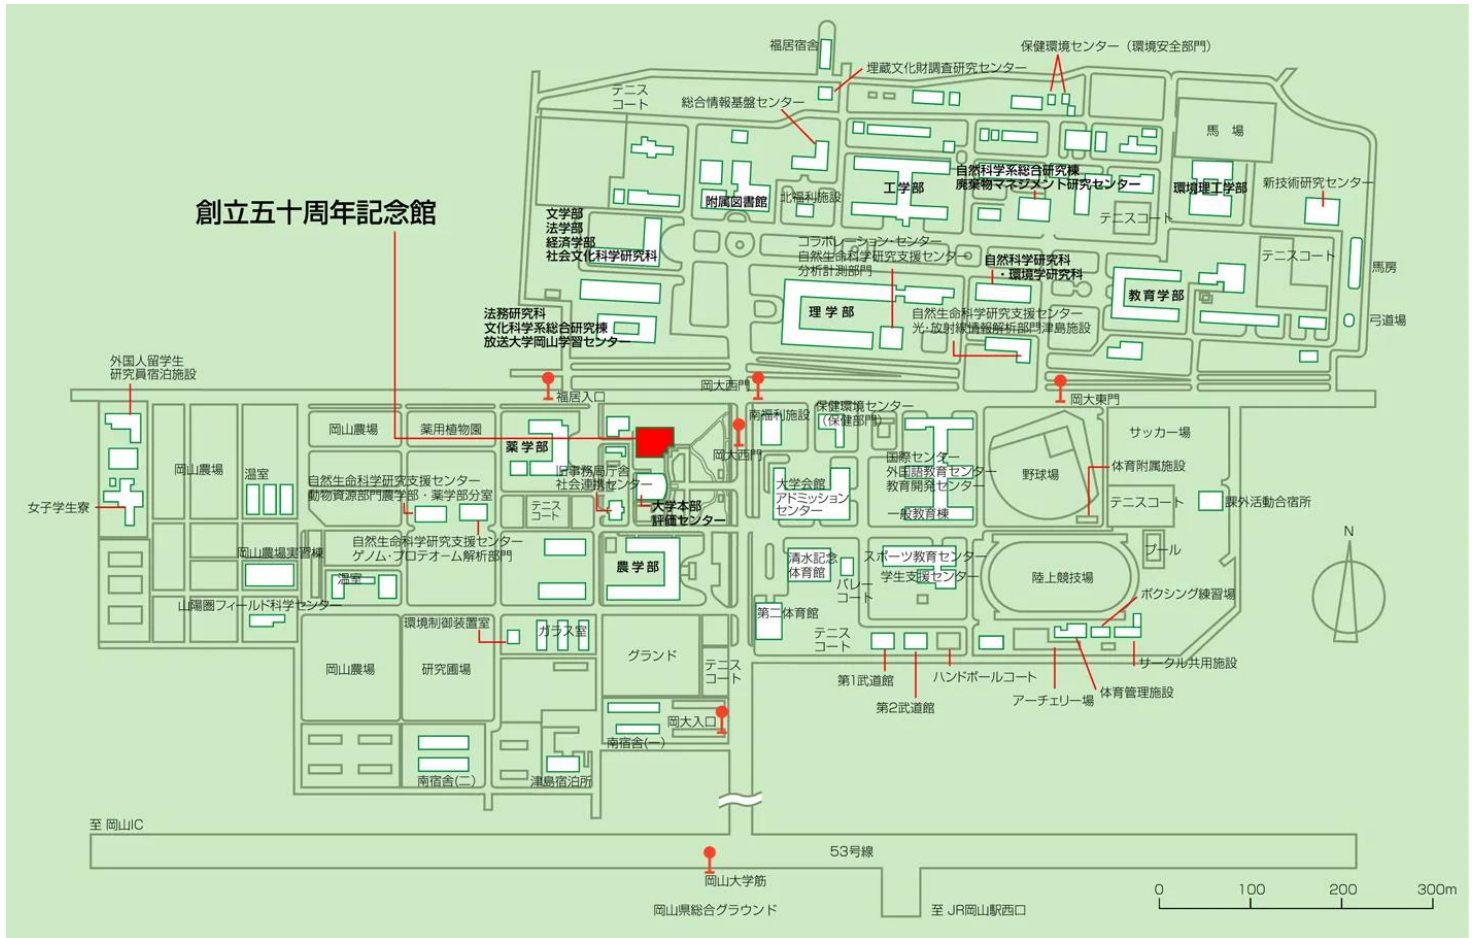 福居宿舎
保健環境センター（環境安全部門）
埋蔵文化財調査研究センター
テニス
コート
総合情報基盤センター
馬　場
自然科学系総合研究棟
廃棄物マネジメント研究センター
工学部
環境理工学部
新技術研究センター
附属図書館
北福利施設
創立五十周年記念館
文学部
法学部
経済学部
社会文化科学研究科
テニスコート
コラボレーション・センター
自然生命科学研究支援センター
分析計測部門
自然科学研究科
・環境学研究科
テニスコート
馬房
教育学部
法務研究科
文化科学系総合研究棟
放送大学岡山学習センター
理学部
自然生命科学研究支援センター
光・放射線情報解析部門津島施設
弓道場
外国人留学生
研究員宿泊施設
福居入口
岡大西門
岡大東門
岡山農場
薬用植物園
薬学部
南福利施設
保健環境センター
（保健部門）
サッカー場
岡大西門
岡山農場
温室
自然生命科学研究支援センター
動物資源部門農学部・薬学部分室
旧事務局庁舎
社会連携センター
国際センター
外国語教育センター
教育開発センター
野球場
体育附属施設
女子学生寮
テニス
コート
大学本部
評価センター
大学会館
アドミッション
センター
一般教育棟
テニスコート
課外活動合宿所
自然生命科学研究支援センター
ゲノム・プロテオーム解析部門
岡山農場実習棟
温室
農学部
清水記念
体育館
バレー
コート
スポーツ教育センター
学生支援センター
陸上競技場
プール
N
ボクシング練習場
山陽圏フィールド科学センター
環境制御装置室
ガラス室
第二体育館
テニス
コート
岡山農場
研究圃場
グランド
テニス
コート
第1武道館
第2武道館
ハンドボールコート
アーチェリー場
体育管理施設
サークル共用施設
岡大入口
南宿舎(一)
南宿舎(二)
津島宿泊所
至 岡山IC
53号線
岡山大学筋
岡山県総合グラウンド
至 JR岡山駅西口
0 100 200 300m